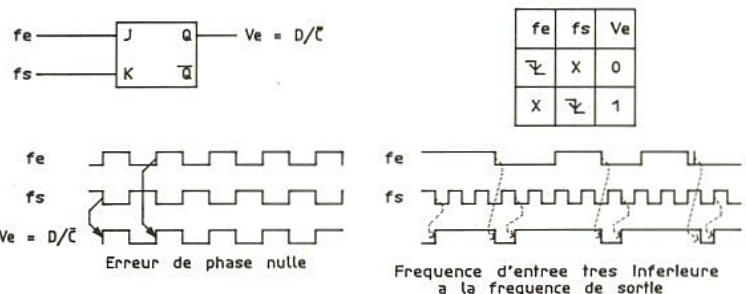 fe J Q Ve = D/C̅
fs K Q̅
fe fs Ve
X 0
X 1
fe
fs
Ve = D/C̅
Erreur de phase nulle
fe
fs
Frequence d'entree tres Inferieure
a la frequence de sortie